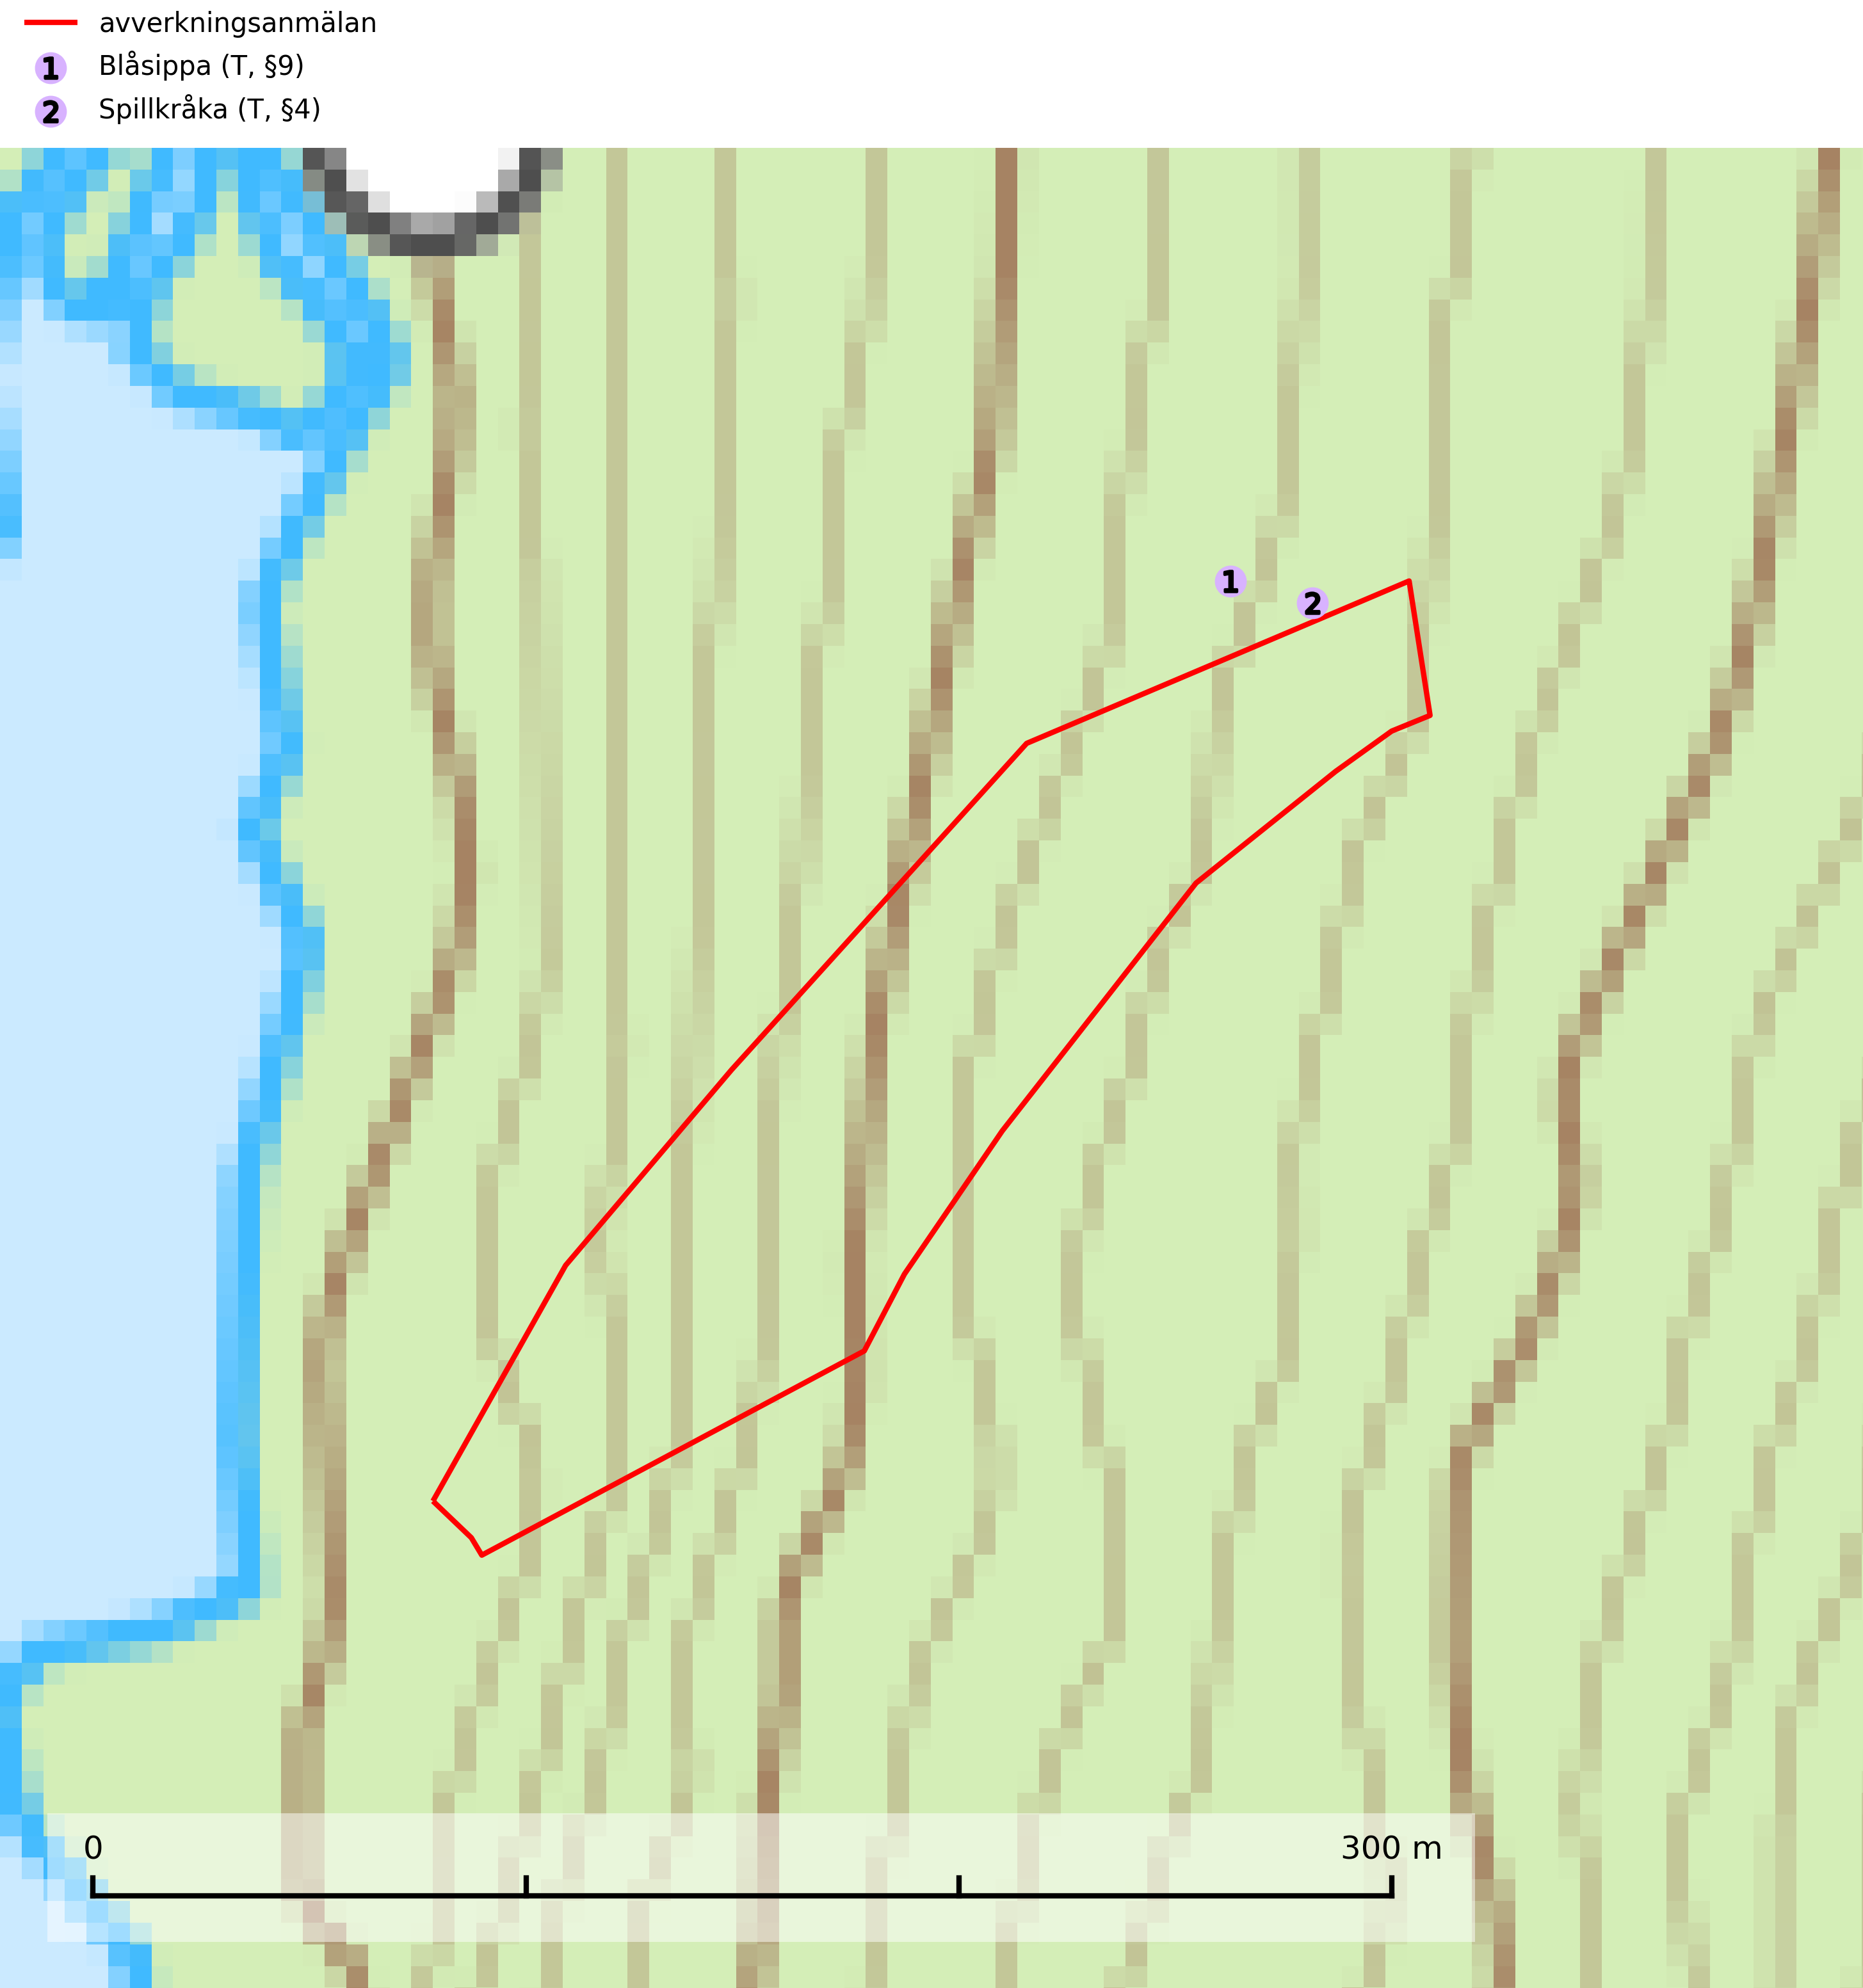 avverkningsanmälan
1 Blåsippa (T, §9)
2 Spillkråka (T, §4)
1
2
0 300 m